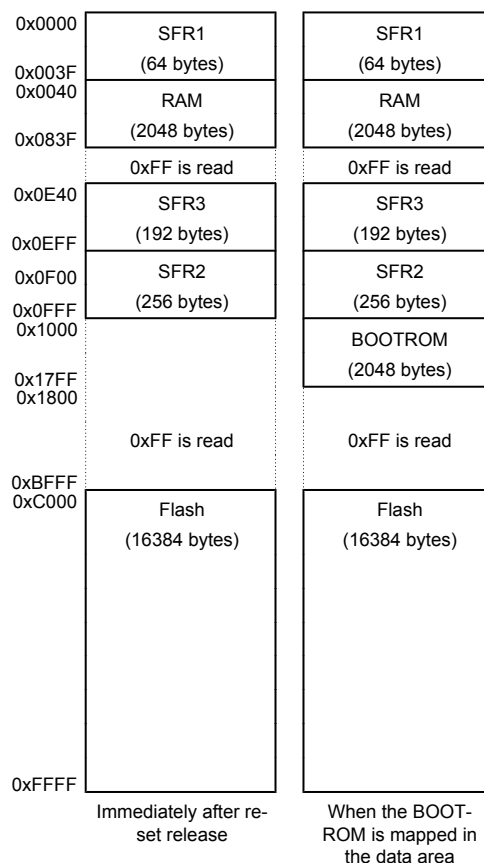 0x0000
SFR1
SFR1
(64 bytes)
(64 bytes)
0x003F
0x0040
RAM
RAM
(2048 bytes)
(2048 bytes)
0x083F
0xFF is read
0xFF is read
0x0E40
SFR3
SFR3
(192 bytes)
(192 bytes)
0x0EFF
0x0F00
SFR2
SFR2
(256 bytes)
(256 bytes)
0x0FFF
0x1000
BOOTROM
(2048 bytes)
0x17FF
0x1800
0xFF is read
0xFF is read
0xBFFF
0xC000
Flash
Flash
(16384 bytes)
(16384 bytes)
0xFFFF
Immediately after re-
set release
When the BOOT-
ROM is mapped in
the data area